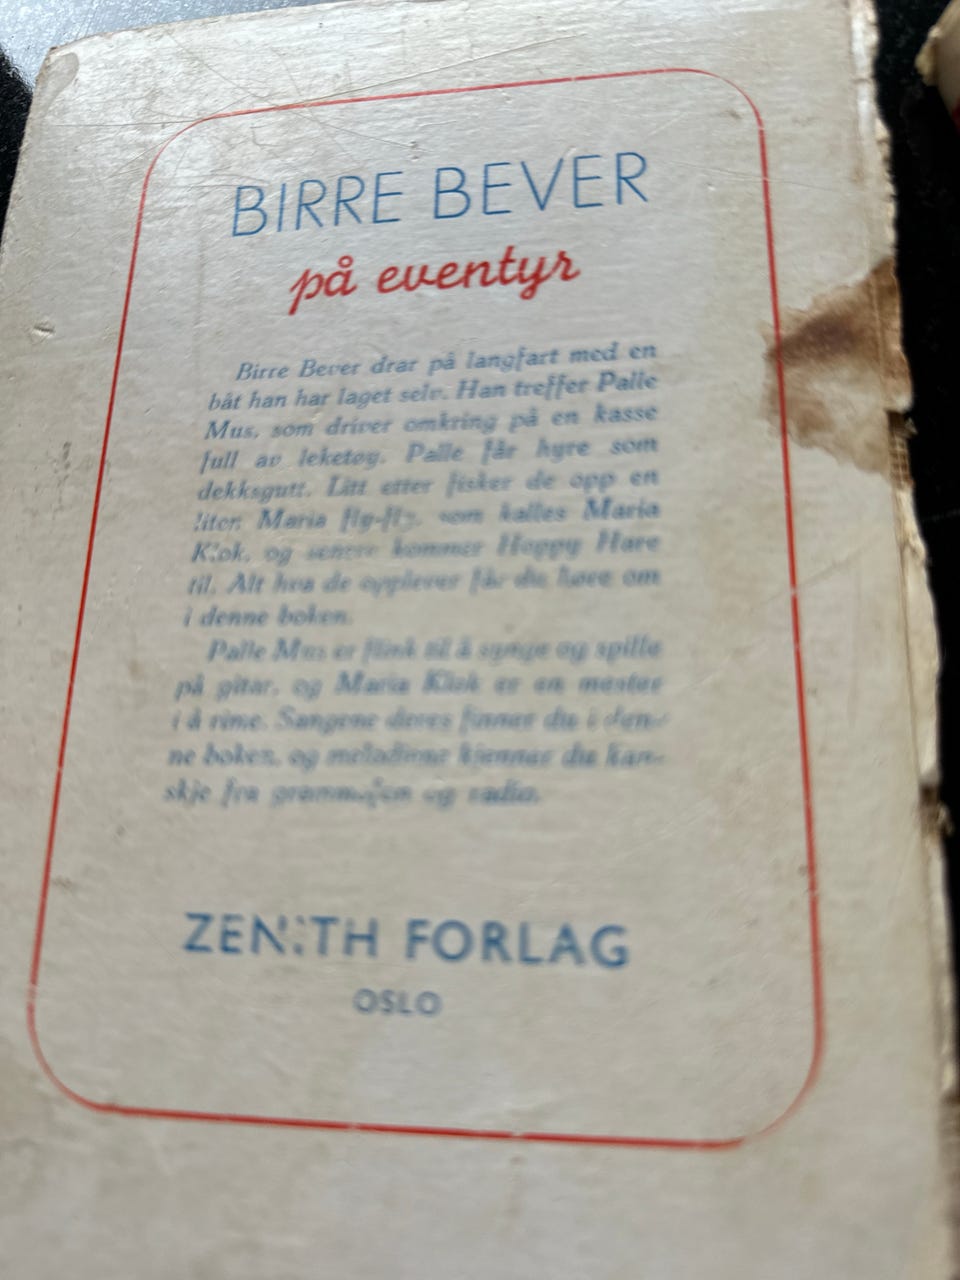 BIRRE BEVER
på eventyr
Birre Bever drar på langfart med en
båt han har laget selv. Han treffer Palle
Mus, som driver omkring på en kasse
full av leketøy. Palle får hyre som
dekksgutt. Litt etter fisker de opp en
liten Maria fly-fly, som kalles Maria
Klok, og senere kommer Hoppy Hare
til. Alt hva de opplever får du høre om
i denne boken.
Palle Mus er flink til å synge og spille
på gitar, og Maria Klok er en mester
i å rime. Sangene deres finner du i den-
ne boken, og melodiene kjenner du kan-
skje fra grammofon og radio.
ZENITH FORLAG
OSLO